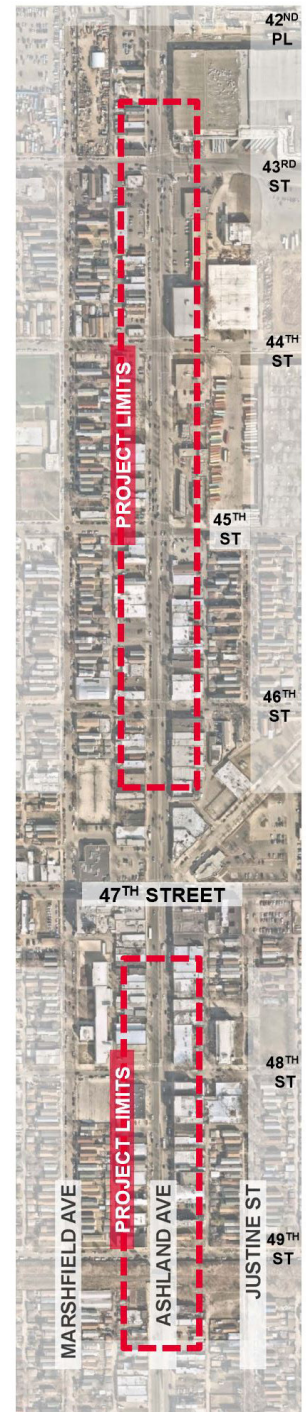 42ND
PL
43RD
ST
44TH
ST
PROJECT LIMITS
45TH
ST
46TH
ST
47TH STREET
48TH
ST
PROJECT LIMITS
MARSHFIELD AVE
ASHLAND AVE
JUSTINE ST
49TH
ST